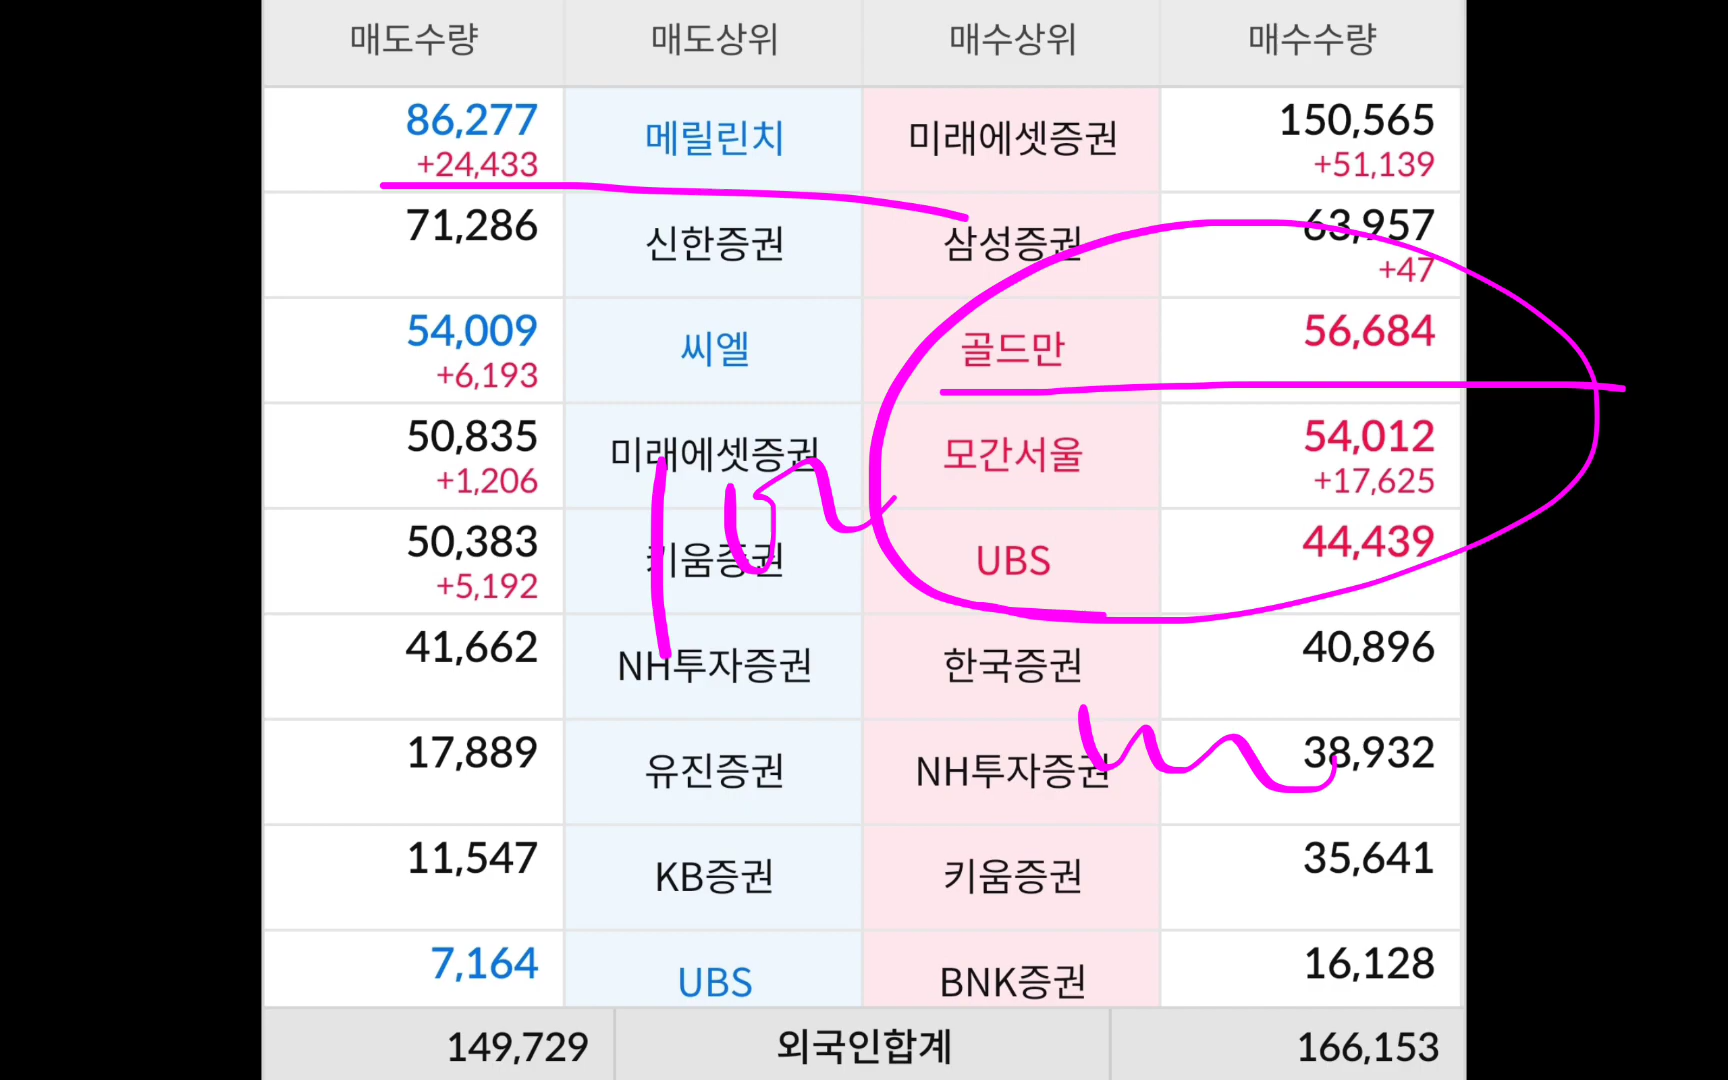 매도수량 매도상위 매수상위 매수수량
86,277 메릴린치 미래에셋증권 150,565
+24,433 +51,139
71,286 신한증권 삼성증권 63,957
+47
54,009 씨엘 골드만 56,684
+6,193
50,835 미래에셋증권 모간서울 54,012
+1,206 +17,625
50,383 키움증권 UBS 44,439
+5,192
41,662 NH투자증권 한국증권 40,896
17,889 유진증권 NH투자증권 38,932
11,547 KB증권 키움증권 35,641
7,164 UBS BNK증권 16,128
149,729 외국인합계 166,153